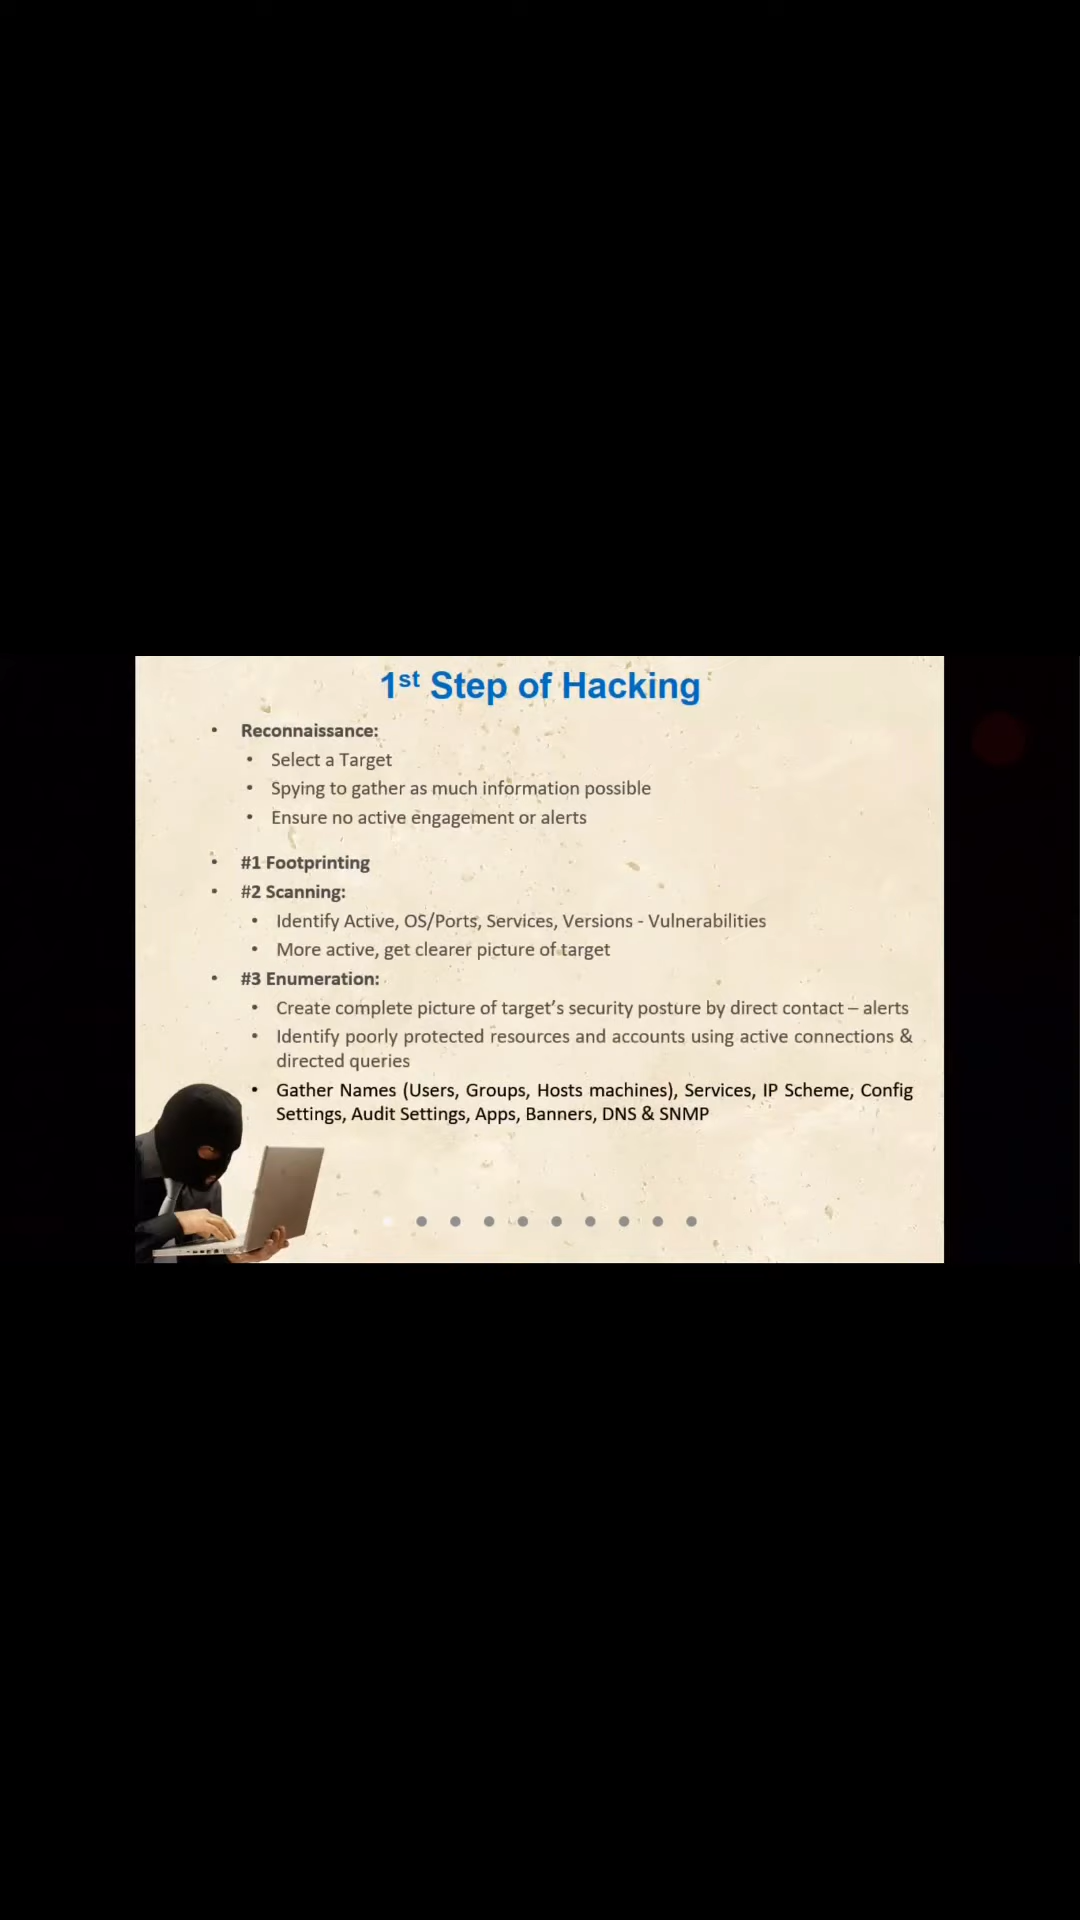 1st Step of Hacking
• Reconnaissance:
• Select a Target
• Spying to gather as much information possible
• Ensure no active engagement or alerts
• #1 Footprinting
• #2 Scanning:
• Identify Active, OS/Ports, Services, Versions - Vulnerabilities
• More active, get clearer picture of target
• #3 Enumeration:
• Create complete picture of target's security posture by direct contact – alerts
• Identify poorly protected resources and accounts using active connections &
directed queries
• Gather Names (Users, Groups, Hosts machines), Services, IP Scheme, Config
Settings, Audit Settings, Apps, Banners, DNS & SNMP